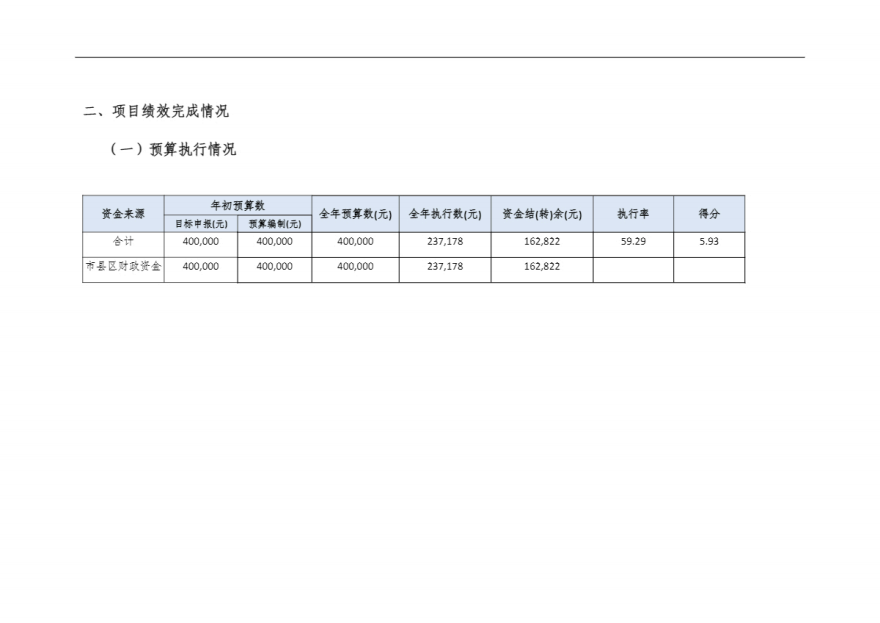 二、项目绩效完成情况
（一）预算执行情况
资金来源 年初预算数 全年预算数(元) 全年执行数(元) 资金结(转)余(元) 执行率 得分
目标申报(元) 预算编制(元)
合计 400,000 400,000 400,000 237,178 162,822 59.29 5.93
市县区财政资金 400,000 400,000 400,000 237,178 162,822